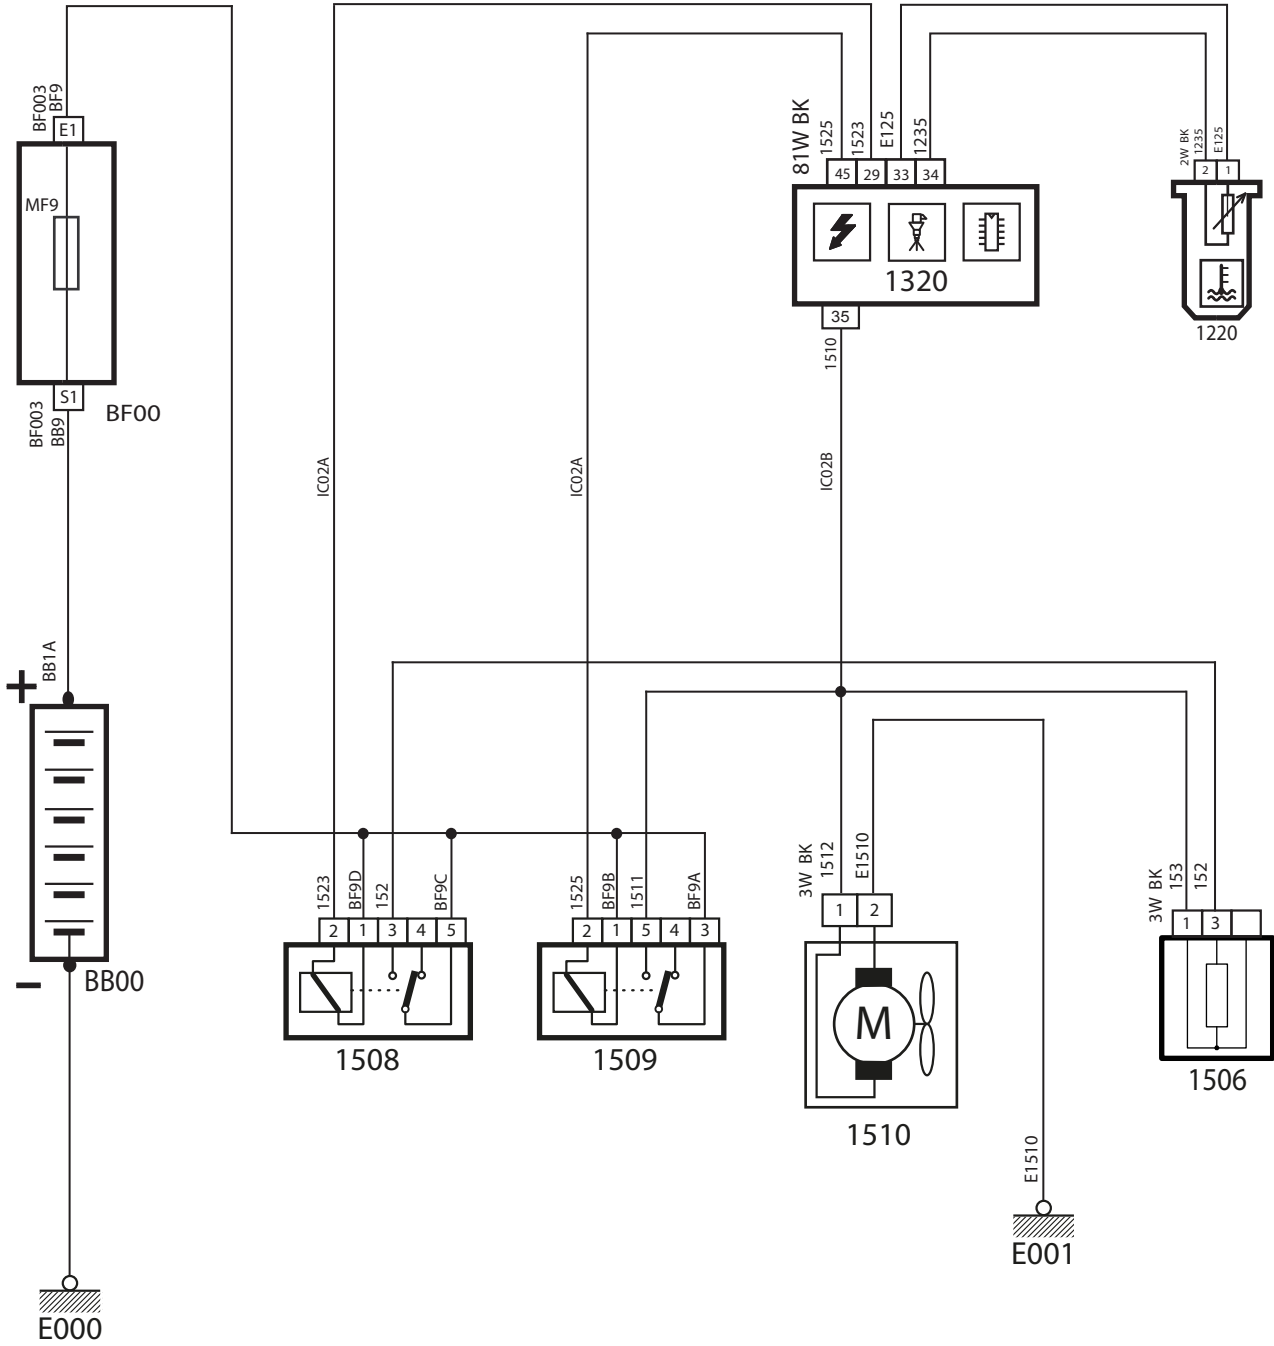 BF003
BF9
E1
MF9
S1
BF003
BB9
BF00
BB1A
+
BB00
−
E000
IC02A
IC02A
IC02B
81W BK
1525
1523
E125
1235
45 29 33 34
1320
35
1510
2W BK
1235
E125
2 1
1220
1523
BF9D
152
BF9C
2 1 3 4 5
1508
1525
BF9B
1511
BF9A
2 1 5 4 3
1509
3W BK
1512
E1510
1 2
M
1510
E1510
E001
3W BK
153
152
1 3
1506